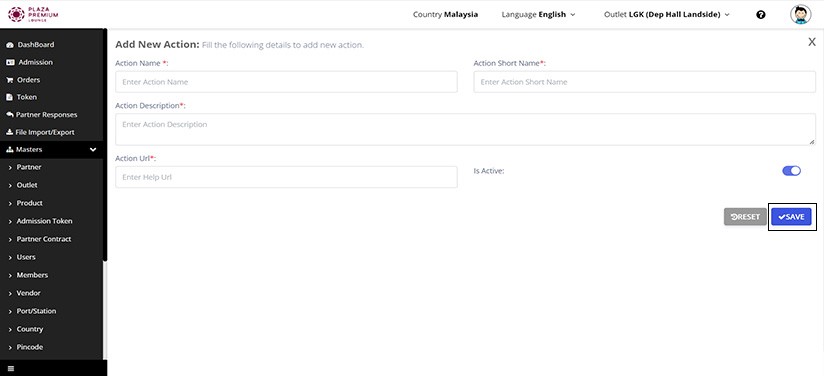 PLAZA
PREMIUM
LOUNGE
Country Malaysia
Language English
Outlet LGK (Dep Hall Landside)
?
DashBoard
Admission
Orders
Token
Partner Responses
File Import/Export
Masters
Partner
Outlet
Product
Admission Token
Partner Contract
Users
Members
Vendor
Port/Station
Country
Pincode
Add New Action: Fill the following details to add new action.
X
Action Name *:
Action Short Name*:
Enter Action Name
Enter Action Short Name
Action Description*:
Enter Action Description
Action Url*:
Enter Help Url
Is Active:
RESET
SAVE